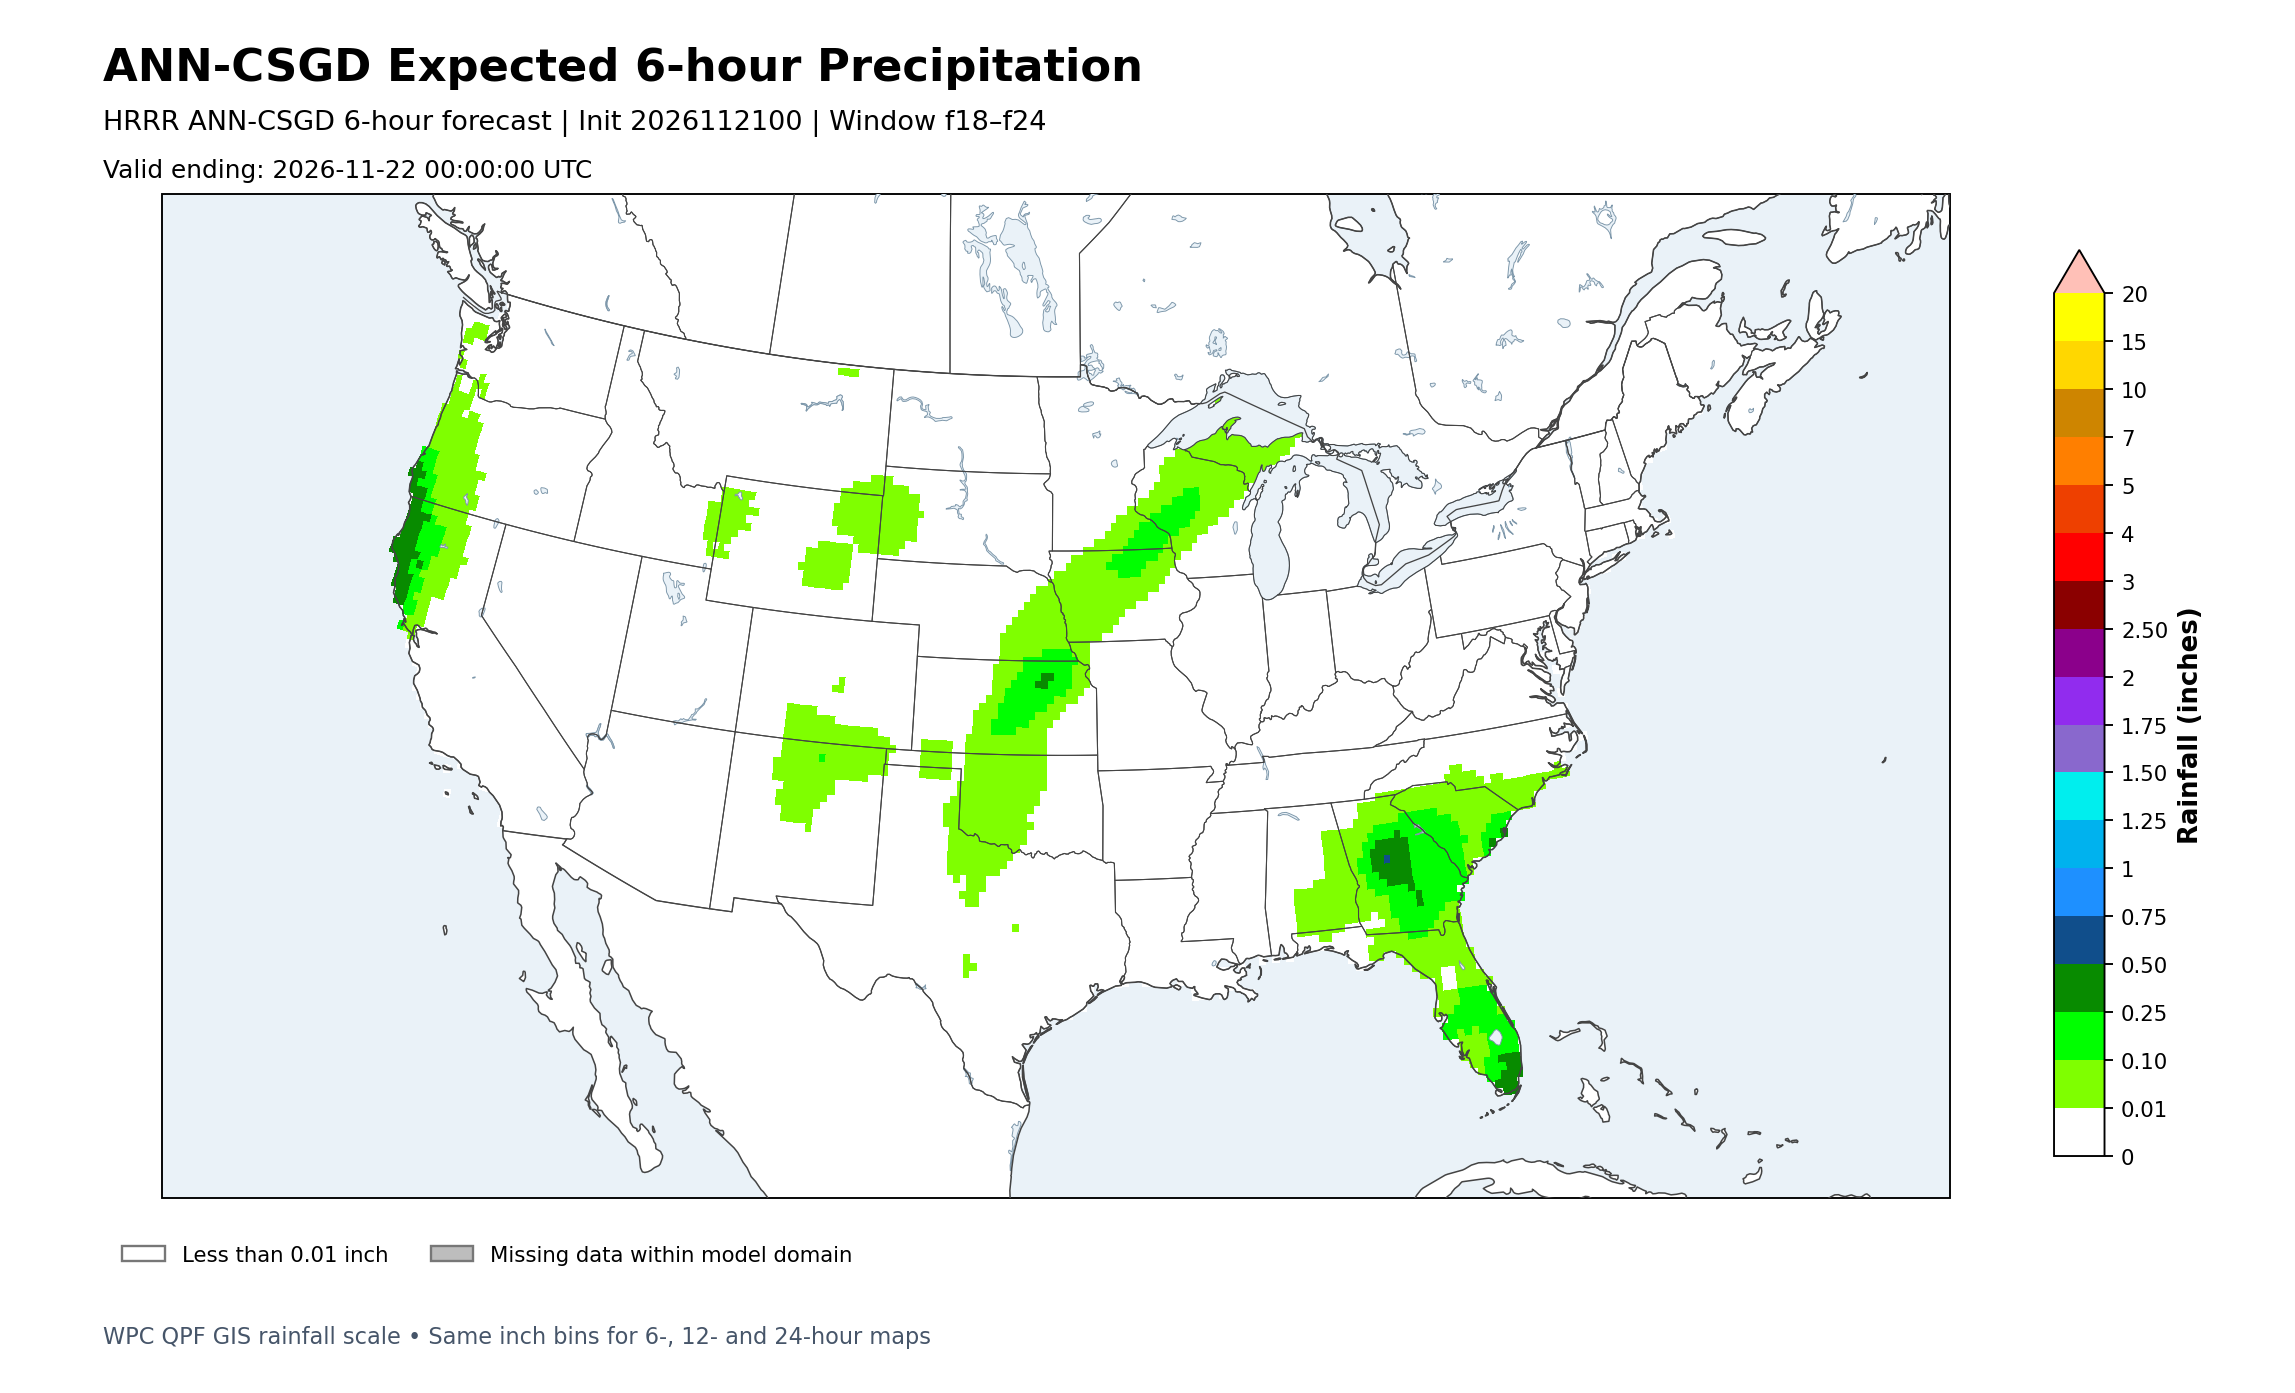 ANN-CSGD Expected 6-hour Precipitation
HRRR ANN-CSGD 6-hour forecast | Init 2026112100 | Window f18–f24
Valid ending: 2026-11-22 00:00:00 UTC
20
15
10
7
5
4
3
2.50
2
1.75
1.50
1.25
1
0.75
0.50
0.25
0.10
0.01
0
Rainfall (inches)
Less than 0.01 inch
Missing data within model domain
WPC QPF GIS rainfall scale • Same inch bins for 6-, 12- and 24-hour maps